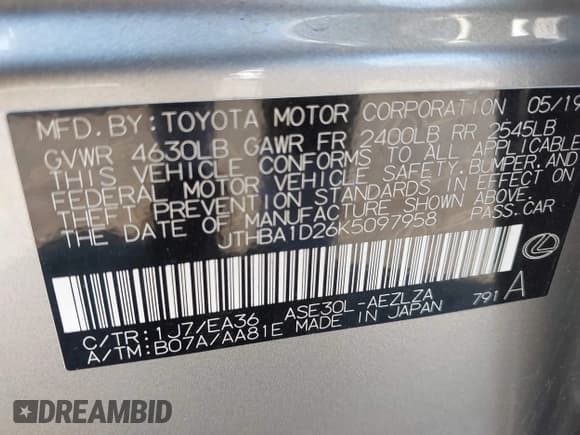 MFD. BY: TOYOTA MOTOR CORPORATION 05/19
GVWR 4630LB GAWR FR 2400LB RR 2545LB
THIS VEHICLE CONFORMS TO ALL APPLICABLE
FEDERAL MOTOR VEHICLE SAFETY, BUMPER, AND
THEFT PREVENTION STANDARDS IN EFFECT ON
THE DATE OF MANUFACTURE SHOWN ABOVE.
JTHBA1D26K5097958 PASS. CAR
C/TR: 1J7/EA36 ASE30L-AEZLZA
A/TM: B07A/AA81E MADE IN JAPAN 791 A
DREAMBID